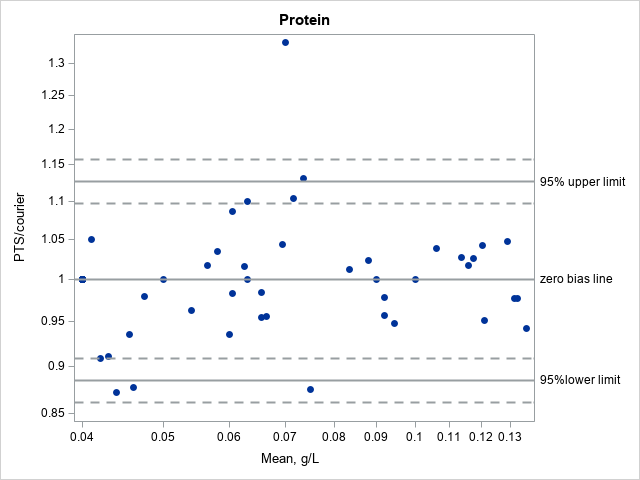 Protein
1.3
1.25
1.2
1.15
1.1
1.05
1
0.95
0.9
0.85
PTS/courier
95% upper limit
zero bias line
95%lower limit
0.04 0.05 0.06 0.07 0.08 0.09 0.1 0.11 0.12 0.13
Mean, g/L